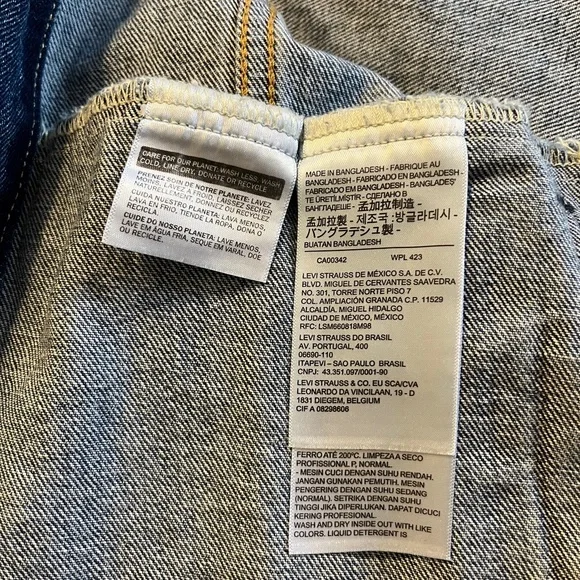 CARE FOR OUR PLANET: WASH LESS, WASH
COLD, LINE DRY, DONATE OR RECYCLE
PRENEZ SOIN DE NOTRE PLANÈTE: LAVEZ
MOINS, LAVEZ À FROID, LAISSEZ SÉCHER
NATURELLEMENT, DONNEZ OU RECYCLEZ
CUIDA NUESTRO PLANETA: LAVA MENOS,
LAVA EN FRIO, TIENDE LA ROPA, DONA O
RECICLA.
CUIDE DO NOSSO PLANETA: LAVE MENOS,
LAVE EM ÁGUA FRIA, SEQUE EM VARAL, DOE
OU RECICLE.
MADE IN BANGLADESH - FABRIQUE AU
BANGLADESH - FABRICADO EN BANGLADESH -
FABRICADO EM BANGLADESH - BANGLADEŞ'
TE ÜRETİLMİŞTİR - СДЕЛАНО В
БАНГЛАДЕШЕ - 孟加拉制造 -
孟加拉製 - 제조국: 방글라데시 -
バングラデシュ製 -
BUATAN BANGLADESH
CA00342 WPL 423
LEVI STRAUSS DE MÉXICO S.A. DE C.V.
BLVD. MIGUEL DE CERVANTES SAAVEDRA
NO. 301, TORRE NORTE PISO 7
COL. AMPLIACIÓN GRANADA C.P. 11529
ALCALDÍA. MIGUEL HIDALGO
CIUDAD DE MÉXICO, MÉXICO
RFC: LSM660818M98
LEVI STRAUSS DO BRASIL
AV. PORTUGAL, 400
06690-110
ITAPEVI – SAO PAULO BRASIL
CNPJ: 43.351.097/0001-90
LEVI STRAUSS & CO. EU SCA/CVA
LEONARDO DA VINCILAAN, 19 - D
1831 DIEGEM, BELGIUM
CIF A 08298606
FERRO ATÉ 200ºC. LIMPEZA A SECO
PROFISSIONAL P, NORMAL.
- MESIN CUCI DENGAN SUHU RENDAH.
JANGAN GUNAKAN PEMUTIH. MESIN
PENGERING DENGAN SUHU SEDANG
(NORMAL). SETRIKA DENGAN SUHU
TINGGI JIKA DIPERLUKAN. DAPAT DICUCI
KERING PROFESIONAL.
WASH AND DRY INSIDE OUT WITH LIKE
COLORS. LIQUID DETERGENT IS